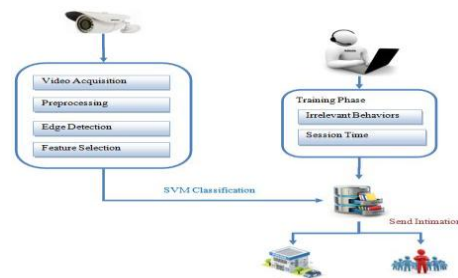 Video Acquisition
Preprocessing
Edge Detection
Feature Selection
Training Phase
Irrelevant Behaviors
Session Time
SVM Classification
Send Intimation